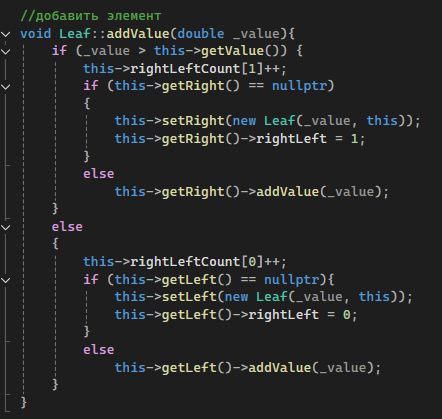 //добавить элемент
void Leaf::addValue(double _value){
    if (_value > this->getValue()) {
        this->rightLeftCount[1]++;
        if (this->getRight() == nullptr)
        {
            this->setRight(new Leaf(_value, this));
            this->getRight()->rightLeft = 1;
        }
        else
            this->getRight()->addValue(_value);
    }
    else
    {
        this->rightLeftCount[0]++;
        if (this->getLeft() == nullptr){
            this->setLeft(new Leaf(_value, this));
            this->getLeft()->rightLeft = 0;
        }
        else
            this->getLeft()->addValue(_value);
    }
}